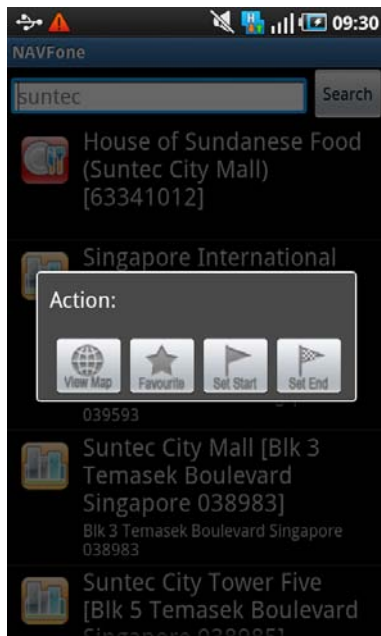 09:30
NAVFone
suntec
Search
House of Sundanese Food
(Suntec City Mall)
[63341012]
Singapore International
Action:
View Map
Favourite
Set Start
Set End
039593
Suntec City Mall [Blk 3
Temasek Boulevard
Singapore 038983]
Blk 3 Temasek Boulevard Singapore
038983
Suntec City Tower Five
[Blk 5 Temasek Boulevard
Singapore 038985]